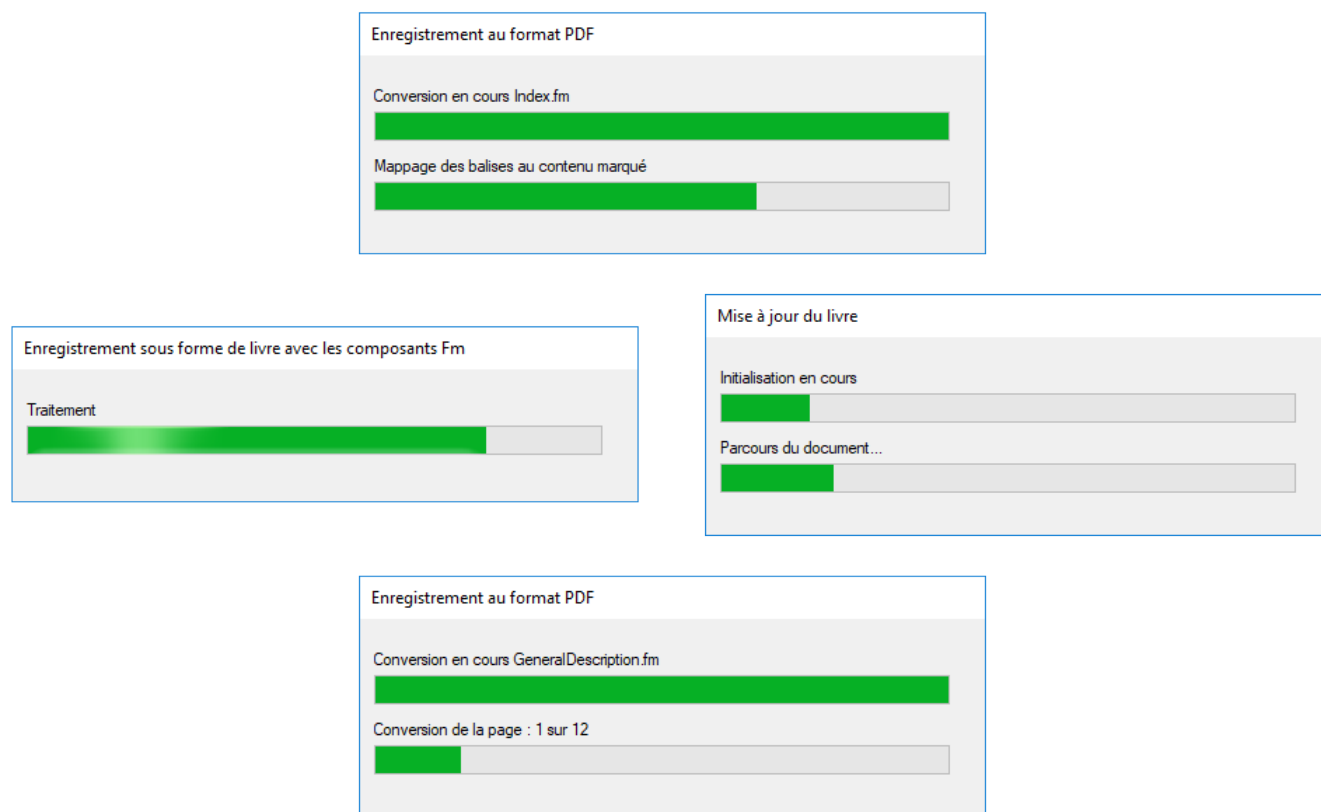 Enregistrement au format PDF
Conversion en cours Index.fm
Mappage des balises au contenu marqué
Enregistrement sous forme de livre avec les composants Fm
Traitement
Mise à jour du livre
Initialisation en cours
Parcours du document...
Enregistrement au format PDF
Conversion en cours GeneralDescription.fm
Conversion de la page : 1 sur 12